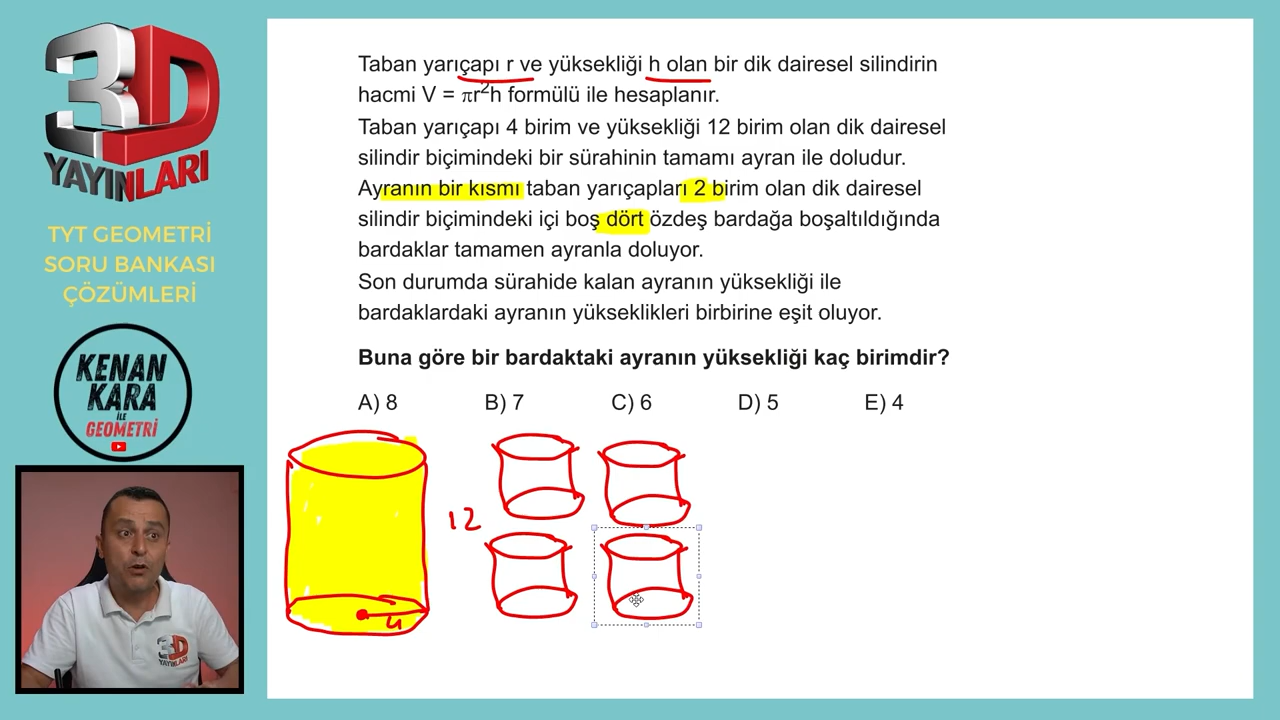 3D
YAYINLARI
TYT GEOMETRİ
SORU BANKASI
ÇÖZÜMLERİ
KENAN
KARA
İLE
GEOMETRİ
3D
YAYINLARI
Taban yarıçapı r ve yüksekliği h olan bir dik dairesel silindirin
hacmi V = πr²h formülü ile hesaplanır.
Taban yarıçapı 4 birim ve yüksekliği 12 birim olan dik dairesel
silindir biçimindeki bir sürahinin tamamı ayran ile doludur.
Ayranın bir kısmı taban yarıçapları 2 birim olan dik dairesel
silindir biçimindeki içi boş dört özdeş bardağa boşaltıldığında
bardaklar tamamen ayranla doluyor.
Son durumda sürahide kalan ayranın yüksekliği ile
bardaklardaki ayranın yükseklikleri birbirine eşit oluyor.
Buna göre bir bardaktaki ayranın yüksekliği kaç birimdir?
A) 8 B) 7 C) 6 D) 5 E) 4
12
4